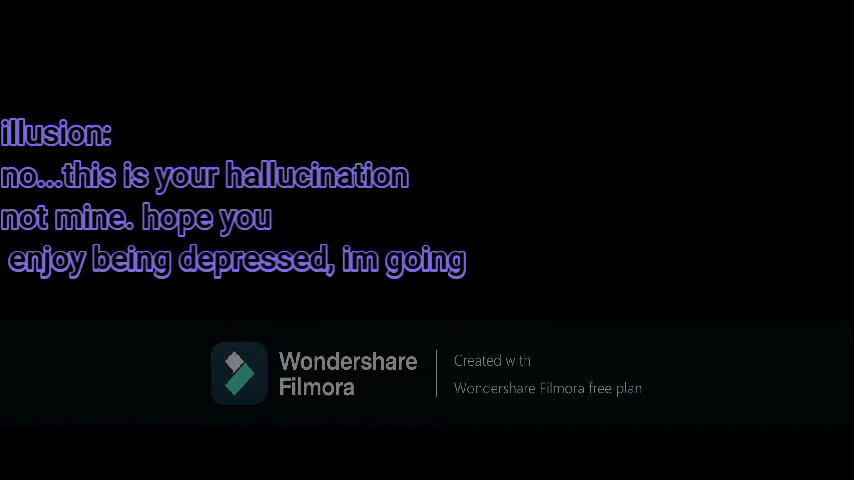 illusion:
no...this is your hallucination
not mine. hope you
enjoy being depressed, im going
Wondershare
Filmora
Created with
Wondershare Filmora free plan